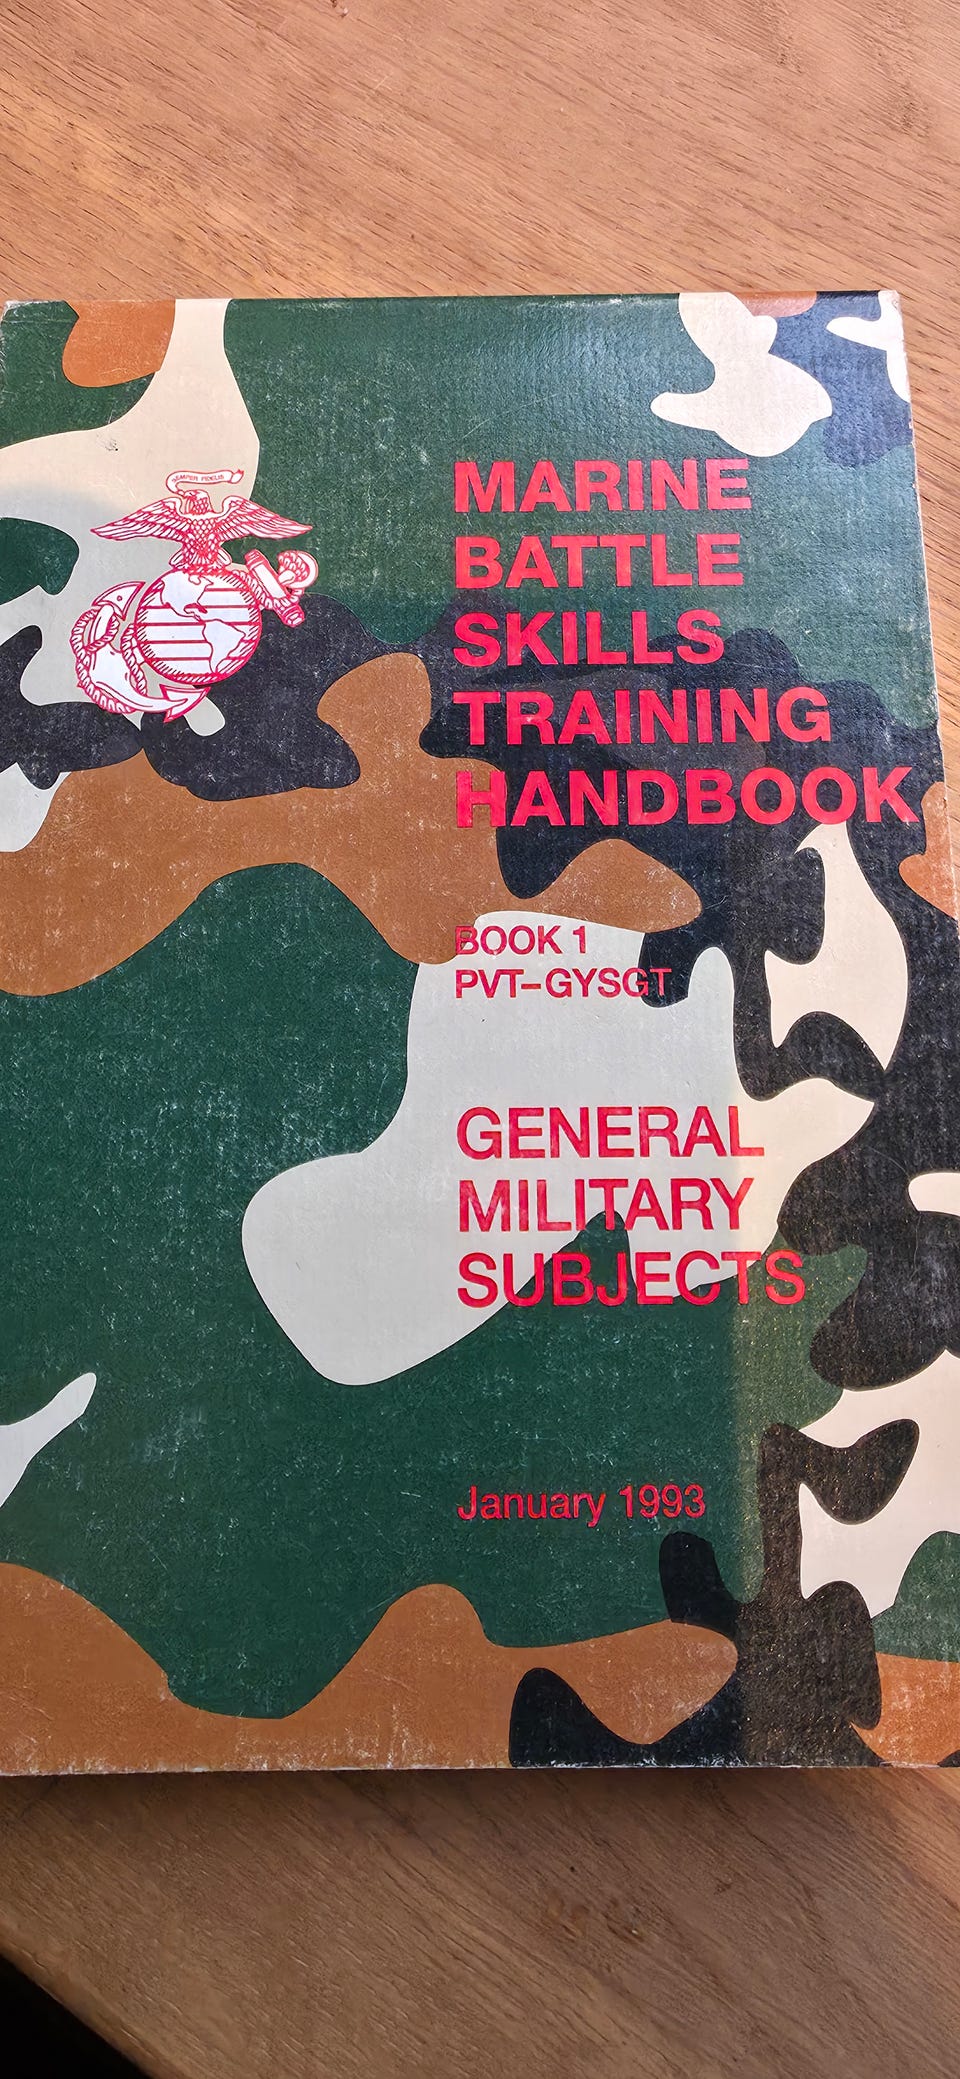 SEMPER FIDELIS
MARINE
BATTLE
SKILLS
TRAINING
HANDBOOK
BOOK 1
PVT–GYSGT
GENERAL
MILITARY
SUBJECTS
January 1993